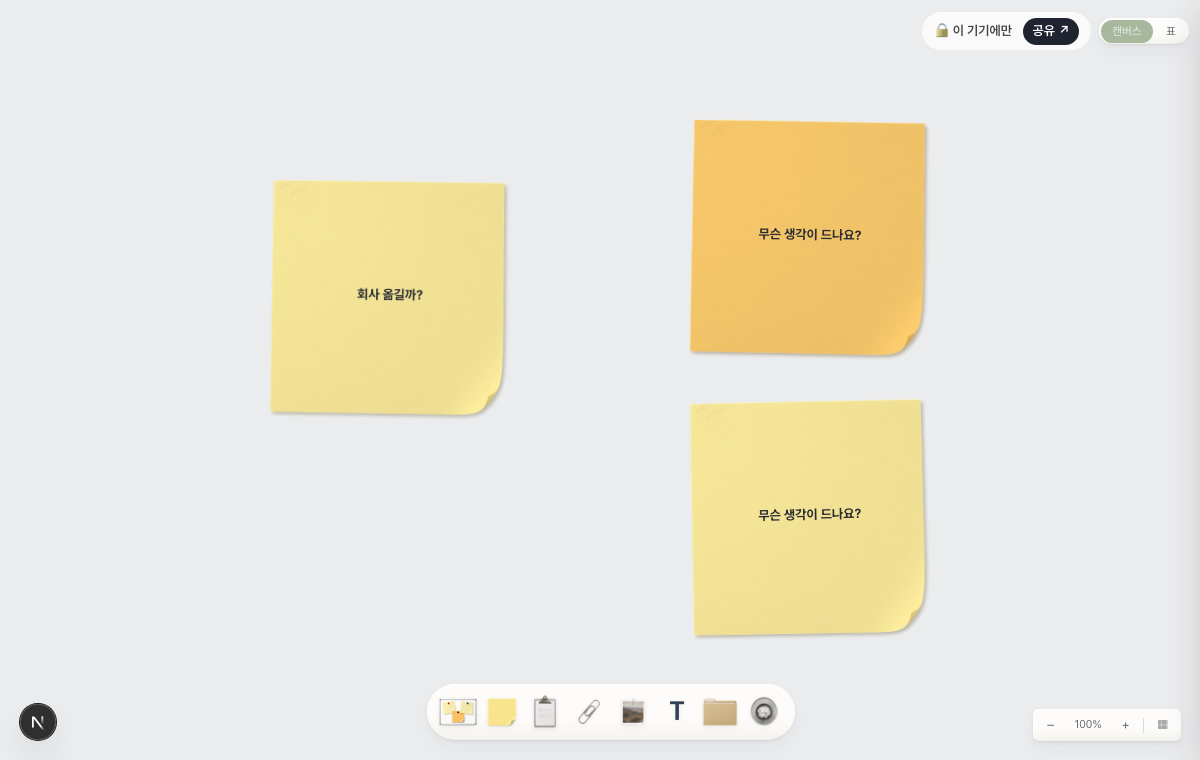 이 기기에만
공유 ↗
캔버스
표
회사 옮길까?
무슨 생각이 드나요?
무슨 생각이 드나요?
T
N
− 100% +